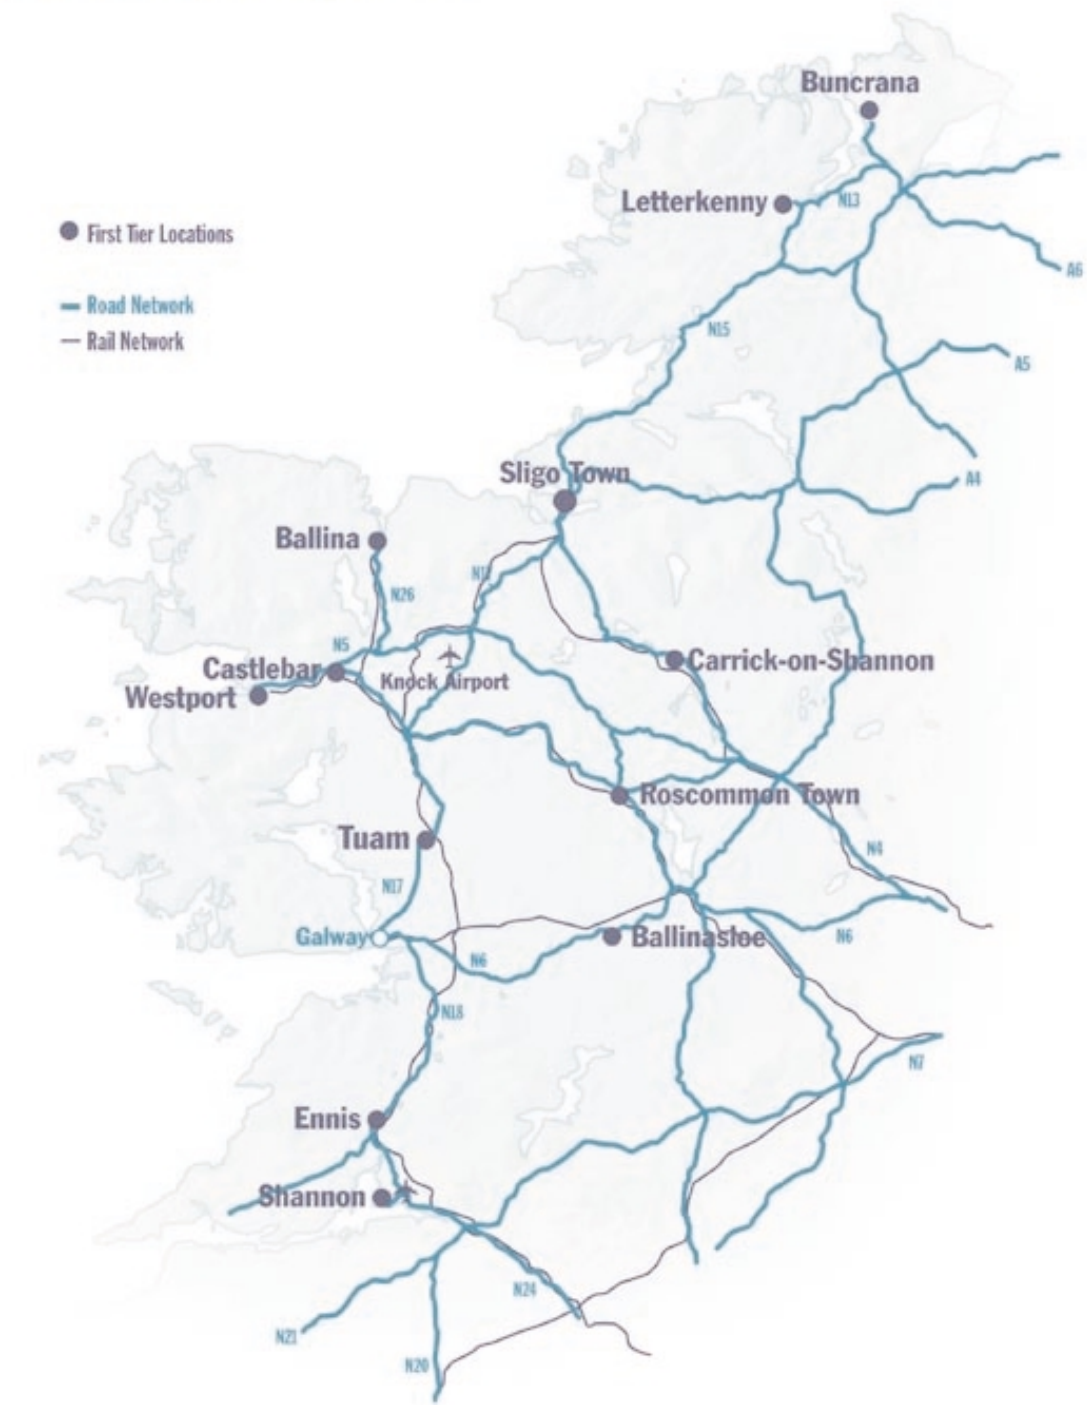 Buncrana
Letterkenny
N13
First Tier Locations
A6
Road Network
N15
Rail Network
A5
Sligo Town
A4
Ballina
N26
N5
Castlebar
Carrick-on-Shannon
Knock Airport
Westport
Roscommon Town
Tuam
N4
N17
Galway
Ballinasloe
N6
N6
N18
N7
Ennis
Shannon
N24
N21
N20